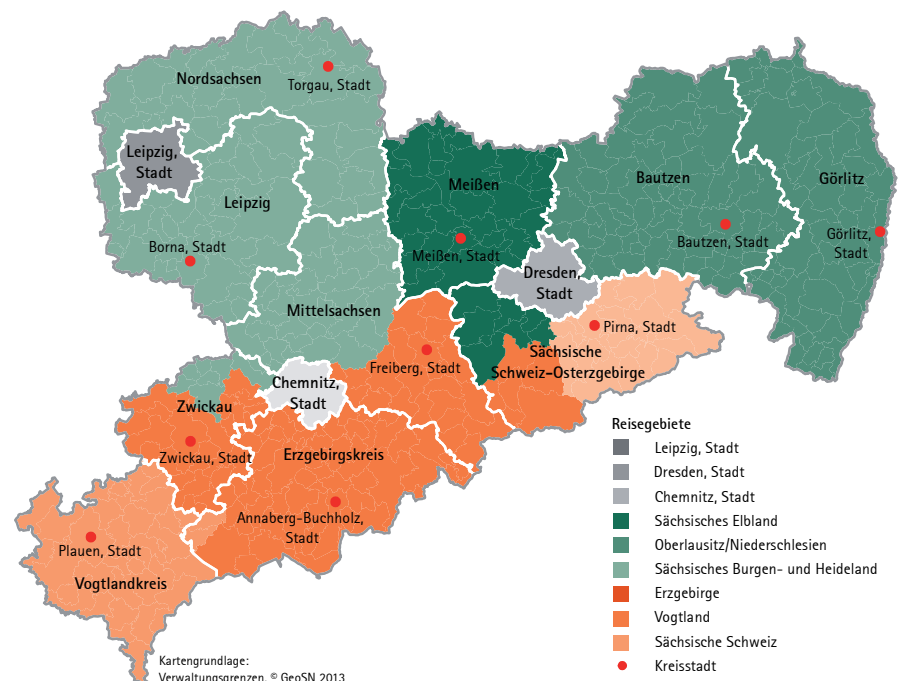 Nordsachsen
Torgau, Stadt
Leipzig,
Stadt
Meißen
Bautzen
Görlitz
Leipzig
Borna, Stadt
Meißen, Stadt
Bautzen, Stadt
Görlitz,
Stadt
Dresden,
Stadt
Mittelsachsen
Pirna, Stadt
Sächsische
Schweiz-Osterzgebirge
Freiberg, Stadt
Chemnitz,
Stadt
Zwickau
Zwickau, Stadt
Erzgebirgskreis
Annaberg-Buchholz,
Stadt
Plauen, Stadt
Vogtlandkreis
Reisegebiete
Leipzig, Stadt
Dresden, Stadt
Chemnitz, Stadt
Sächsisches Elbland
Oberlausitz/Niederschlesien
Sächsisches Burgen- und Heideland
Erzgebirge
Vogtland
Sächsische Schweiz
Kreisstadt
Kartengrundlage:
Verwaltungsgrenzen, © GeoSN 2013